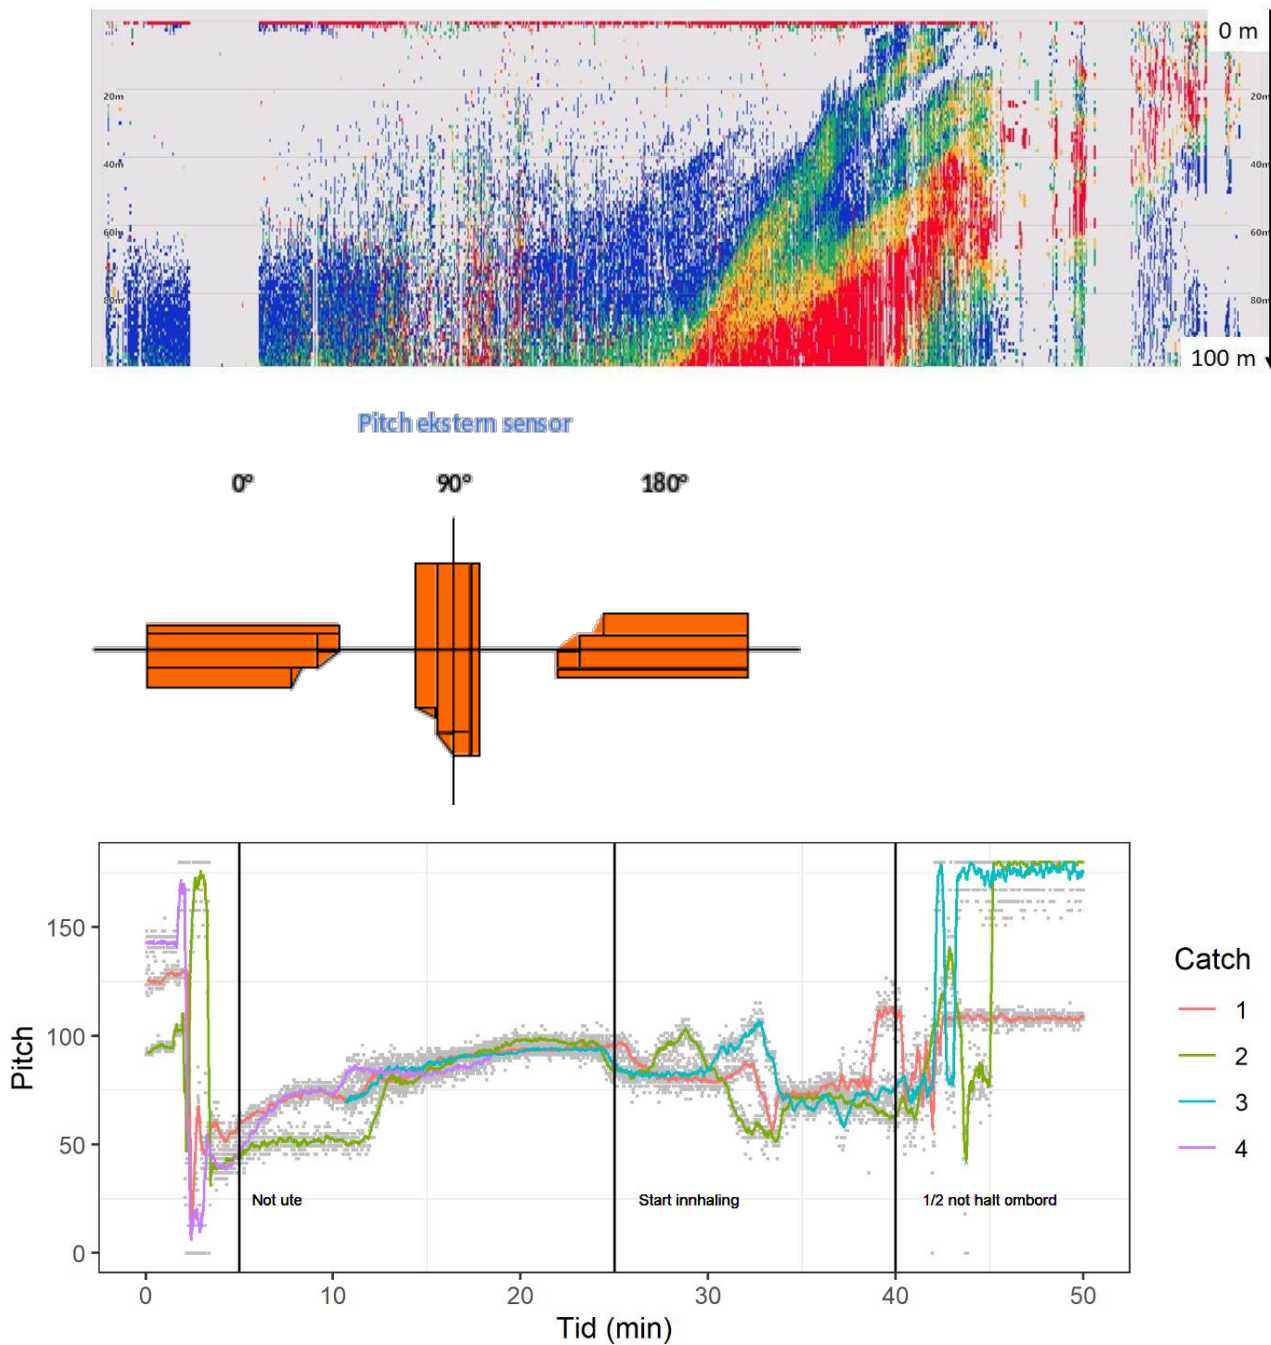 0 m
20m 20m
40m 40m
60m 60m
80m 80m
100 m
Pitch ekstern sensor
0° 90° 180°
150
100
50
0
Pitch
Not ute
Start innhaling
1/2 not halt ombord
0 10 20 30 40 50
Tid (min)
Catch
1
2
3
4